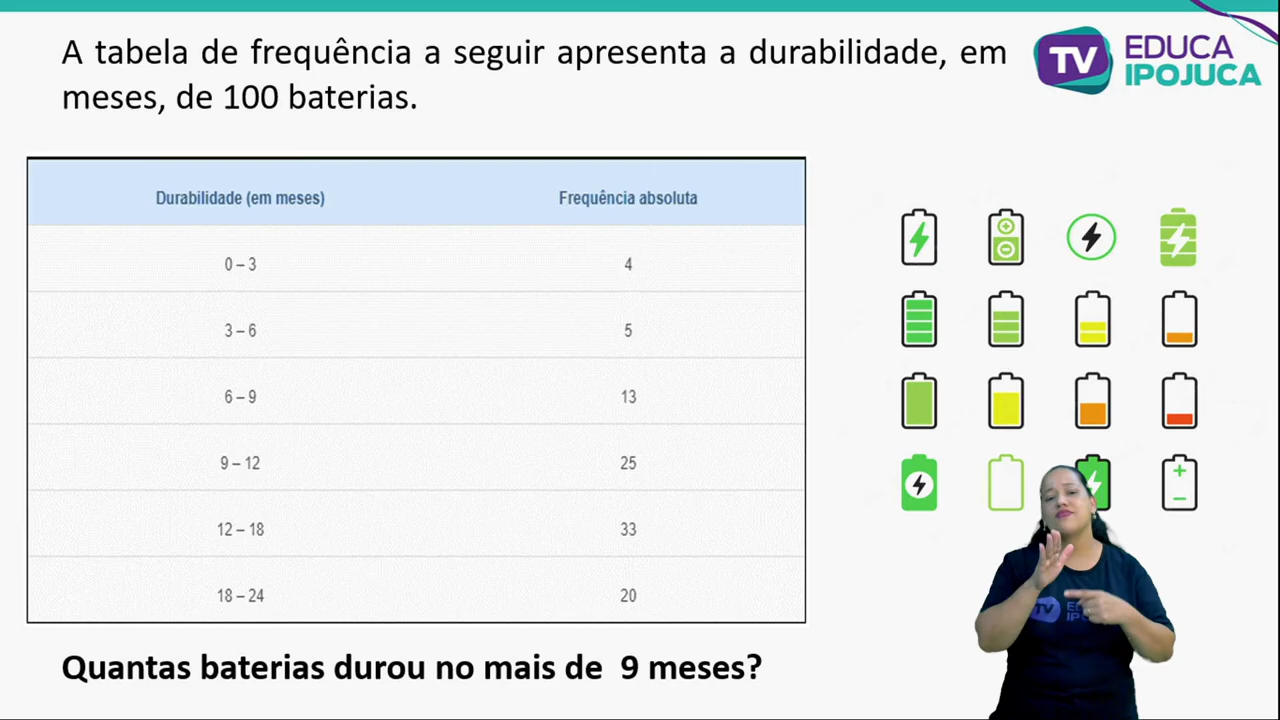 A tabela de frequência a seguir apresenta a durabilidade, em
meses, de 100 baterias.
TV EDUCA
IPOJUCA
Durabilidade (em meses) Frequência absoluta
0 – 3 4
3 – 6 5
6 – 9 13
9 – 12 25
12 – 18 33
18 – 24 20
Quantas baterias durou no mais de 9 meses?
TV